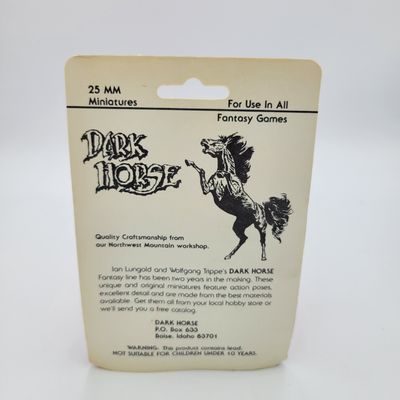 25 MM
Miniatures
For Use In All
Fantasy Games
DARK
HORSE
Quality Craftsmanship from
our Northwest Mountain workshop.
Ian Lungold and Wolfgang Trippe's DARK HORSE
Fantasy line has been two years in the making. These
unique and original miniatures feature action poses,
excellent detail and are made from the best materials
available. Get them all from your local hobby store or
we'll send you a free catalog.
DARK HORSE
P.O. Box 633
Boise, Idaho 83701
WARNING: This product contains lead.
NOT SUITABLE FOR CHILDREN UNDER 10 YEARS.